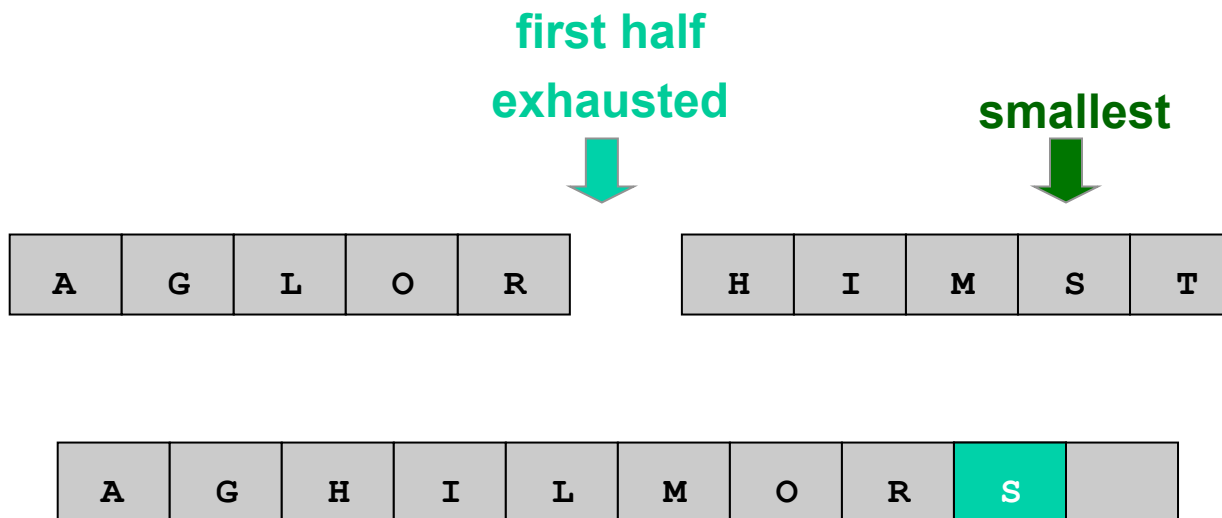 first half
exhausted
smallest
A G L O R H I M S T
A G H I L M O R S